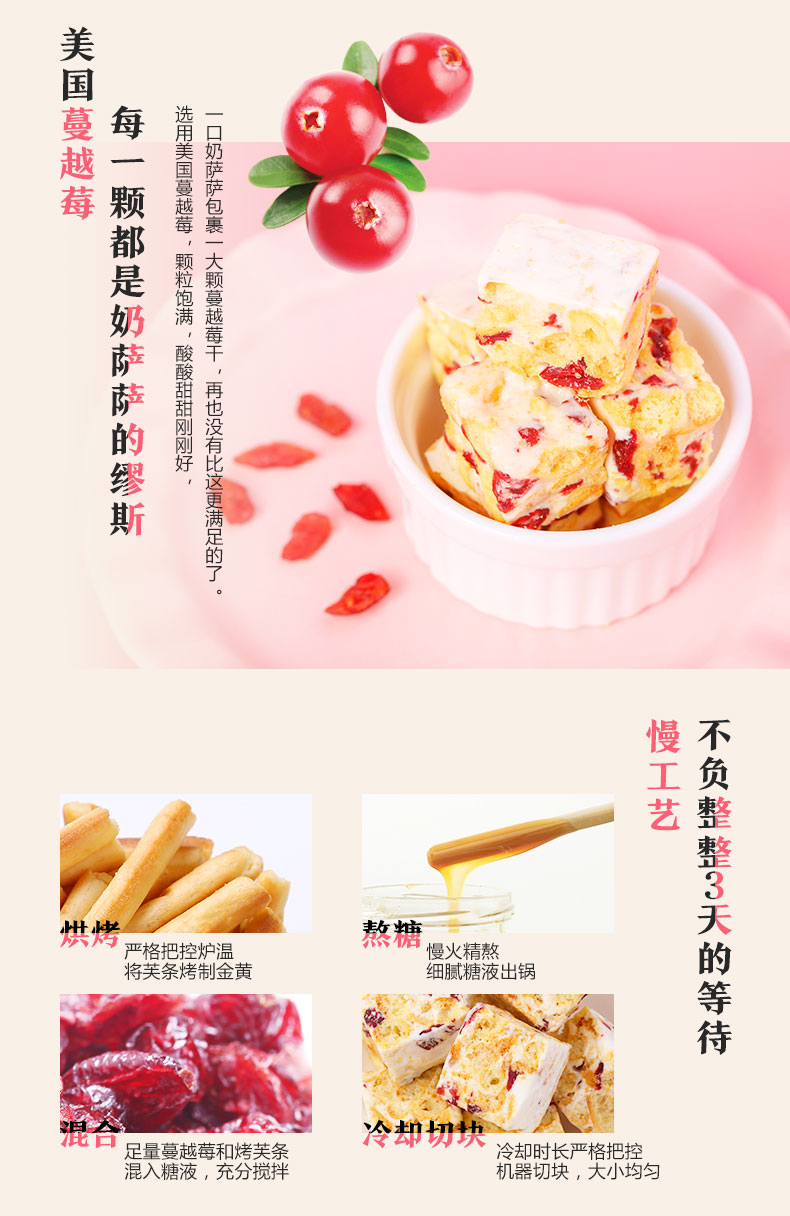 美国蔓越莓
每一颗都是奶萨萨的缪斯
选用美国蔓越莓，颗粒饱满，酸酸甜甜刚刚好，
一口奶萨萨包裹一大颗蔓越莓干，再也没有比这更满足的了。
慢工艺
不负整整3天的等待
烘烤
严格把控炉温
将芙条烤制金黄
熬糖
慢火精熬
细腻糖液出锅
混合
足量蔓越莓和烤芙条
混入糖液，充分搅拌
冷却切块
冷却时长严格把控
机器切块，大小均匀